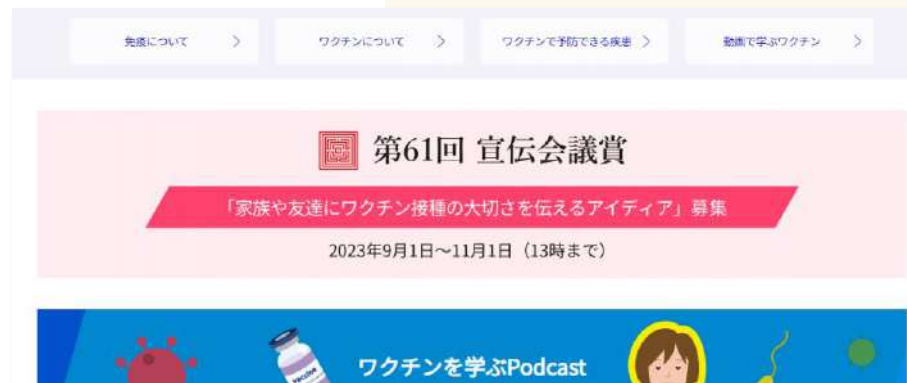 免疫について
ワクチンについて
ワクチンで予防できる疾患
動画で学ぶワクチン
第61回 宣伝会議賞
「家族や友達にワクチン接種の大切さを伝えるアイディア」募集
2023年9月1日～11月1日（13時まで）
ワクチンを学ぶPodcast
vaccine